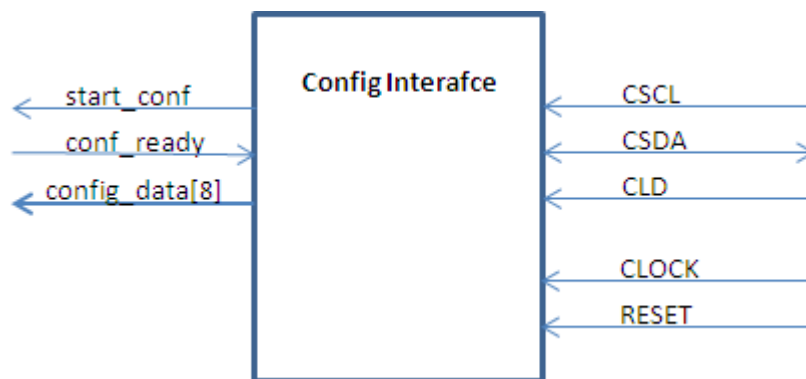 Config Interafce
start_conf
conf_ready
config_data[8]
CSCL
CSDA
CLD
CLOCK
RESET